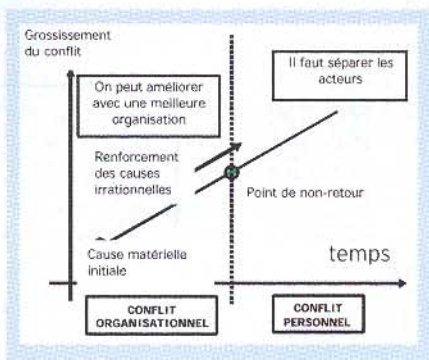 Grossissement
du conflit
On peut améliorer
avec une meilleure
organisation
Il faut séparer les
acteurs
Renforcement
des causes
irrationnelles
Point de non-retour
Cause matérielle
initiale
temps
CONFLIT
ORGANISATIONNEL
CONFLIT
PERSONNEL